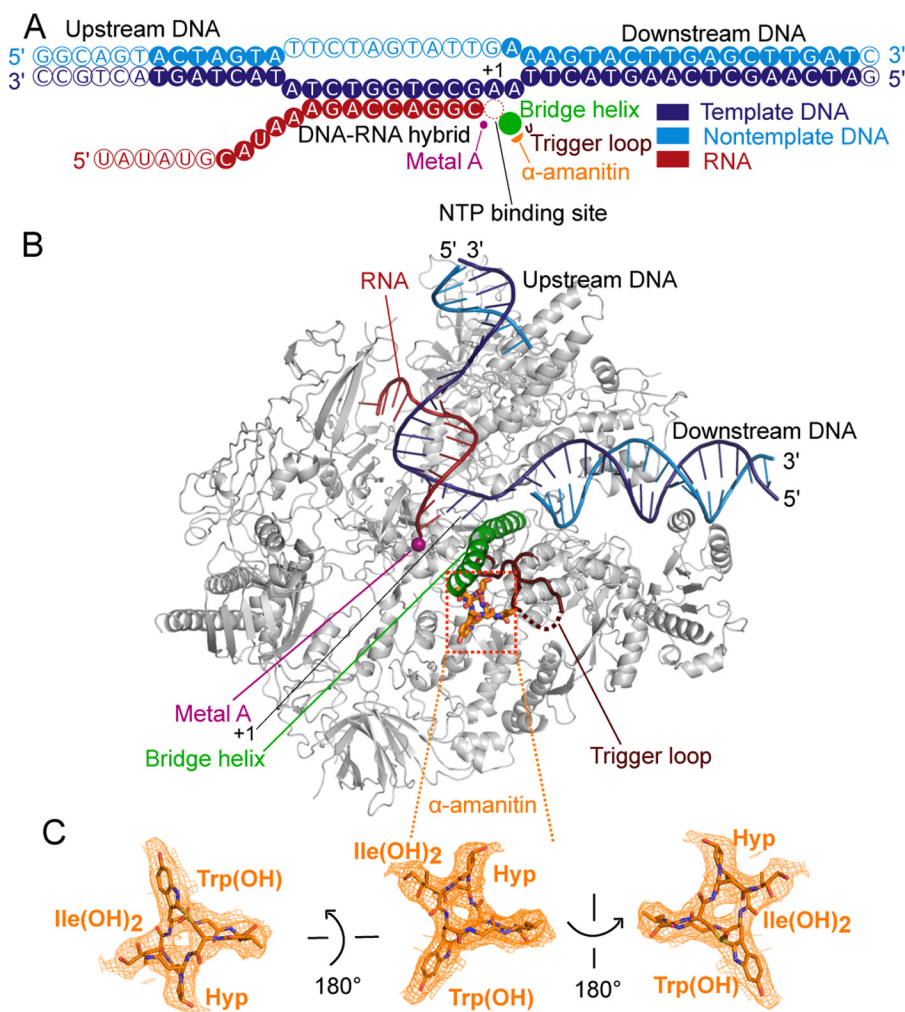 A
Upstream DNA
Downstream DNA
5' GGCAGTACTAGTATTCTAGTATTGAAAGTACTTGAGCTTGATC 3'
3' CCGTCATGATCATATCTGGTCCGAATTCATGAACTCGAACTAG 5'
+1
5' UAUAUGCAUAAAGACCAGGC
DNA-RNA hybrid
Metal A
Bridge helix
Trigger loop
α-amanitin
NTP binding site
Template DNA
Nontemplate DNA
RNA
B
5' 3'
RNA
Upstream DNA
Downstream DNA
3'
5'
Metal A
+1
Bridge helix
Trigger loop
α-amanitin
C
Trp(OH)
Ile(OH)2
Hyp
180°
Ile(OH)2
Hyp
Trp(OH)
180°
Hyp
Ile(OH)2
Trp(OH)